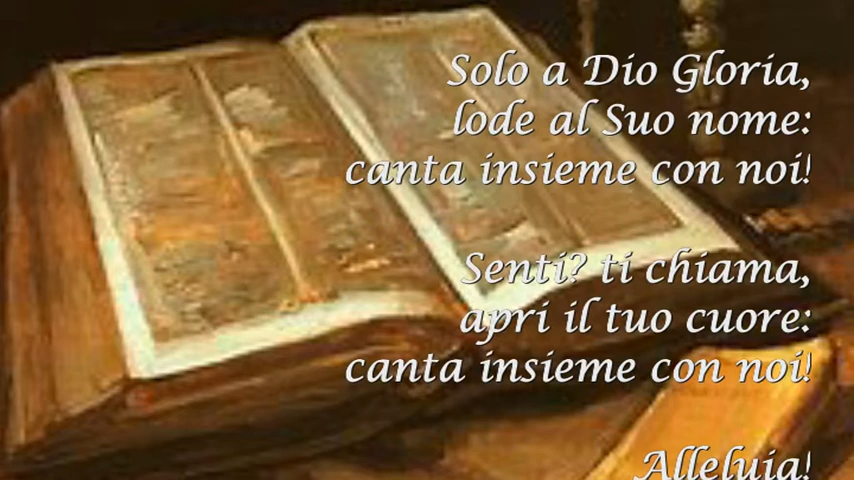 Solo a Dio Gloria,
lode al Suo nome:
canta insieme con noi!
Senti? ti chiama,
apri il tuo cuore:
canta insieme con noi!
Alleluia!